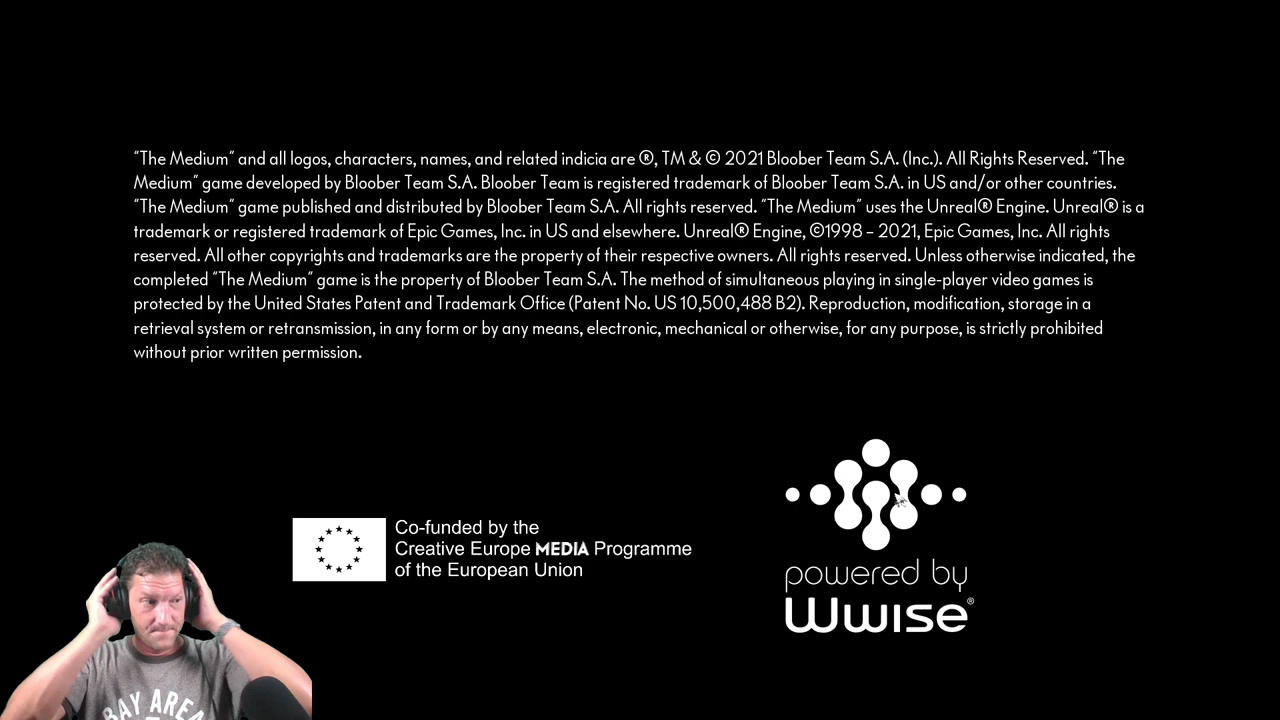 "The Medium" and all logos, characters, names, and related indicia are ®, TM & © 2021 Bloober Team S.A. (Inc.). All Rights Reserved. "The
Medium" game developed by Bloober Team S.A. Bloober Team is registered trademark of Bloober Team S.A. in US and/or other countries.
"The Medium" game published and distributed by Bloober Team S.A. All rights reserved. "The Medium" uses the Unreal® Engine. Unreal® is a
trademark or registered trademark of Epic Games, Inc. in US and elsewhere. Unreal® Engine, ©1998 – 2021, Epic Games, Inc. All rights
reserved. All other copyrights and trademarks are the property of their respective owners. All rights reserved. Unless otherwise indicated, the
completed "The Medium" game is the property of Bloober Team S.A. The method of simultaneous playing in single-player video games is
protected by the United States Patent and Trademark Office (Patent No. US 10,500,488 B2). Reproduction, modification, storage in a
retrieval system or retransmission, in any form or by any means, electronic, mechanical or otherwise, for any purpose, is strictly prohibited
without prior written permission.
Co-funded by the
Creative Europe MEDIA Programme
of the European Union
powered by
Wwise®
BAY AREA